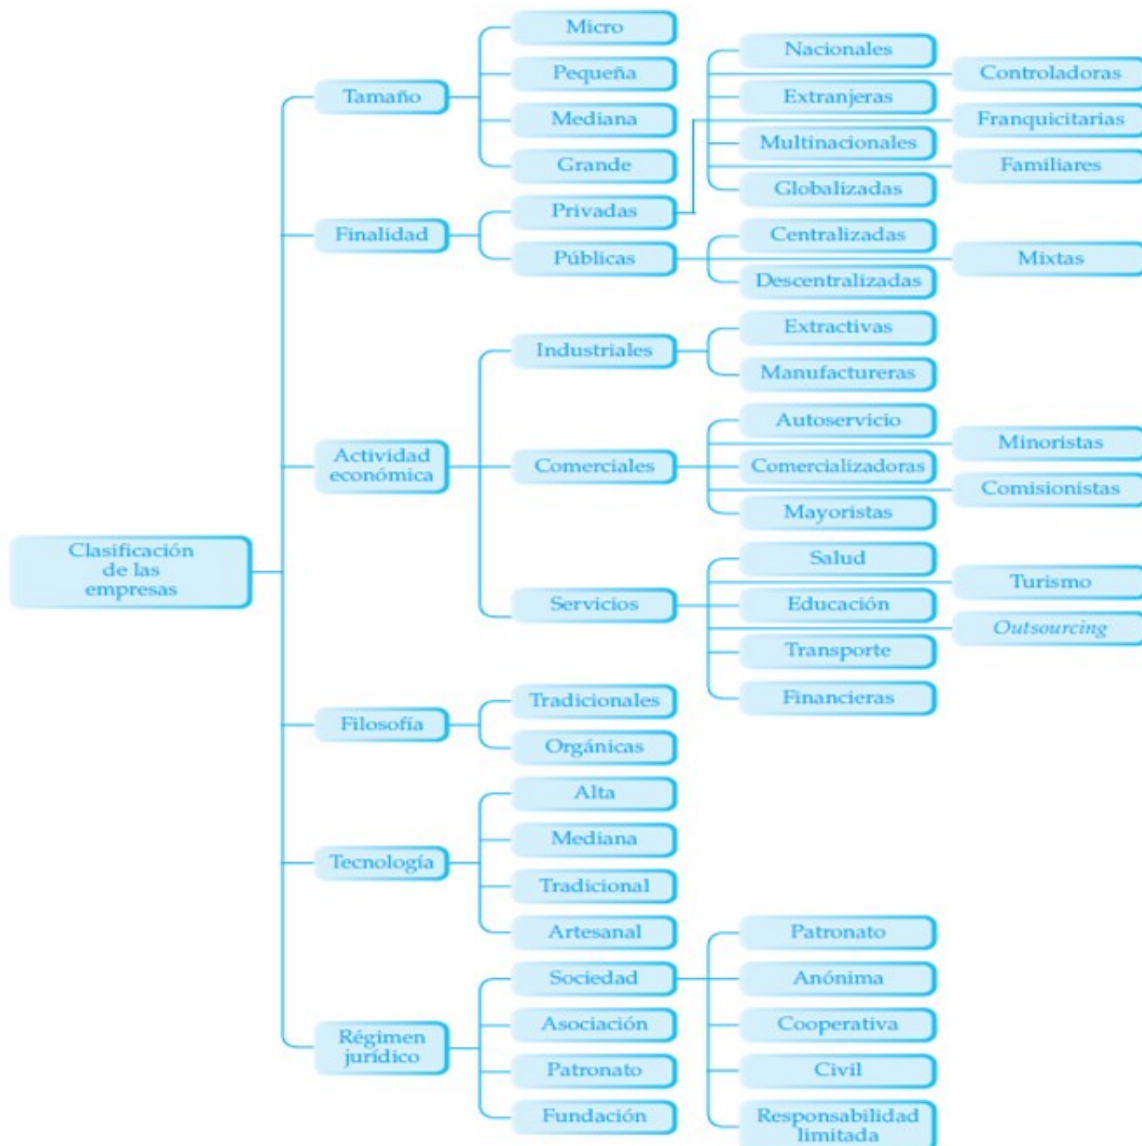 Clasificación
de las
empresas
Tamaño
Micro
Pequeña
Mediana
Grande
Finalidad
Privadas
Nacionales
Controladoras
Extranjeras
Franquicitarias
Multinacionales
Familiares
Globalizadas
Públicas
Centralizadas
Mixtas
Descentralizadas
Actividad
económica
Industriales
Extractivas
Manufactureras
Comerciales
Autoservicio
Minoristas
Comercializadoras
Comisionistas
Mayoristas
Servicios
Salud
Turismo
Educación
Outsourcing
Transporte
Financieras
Filosofía
Tradicionales
Orgánicas
Tecnología
Alta
Mediana
Tradicional
Artesanal
Régimen
jurídico
Sociedad
Patronato
Anónima
Cooperativa
Civil
Responsabilidad
limitada
Asociación
Patronato
Fundación